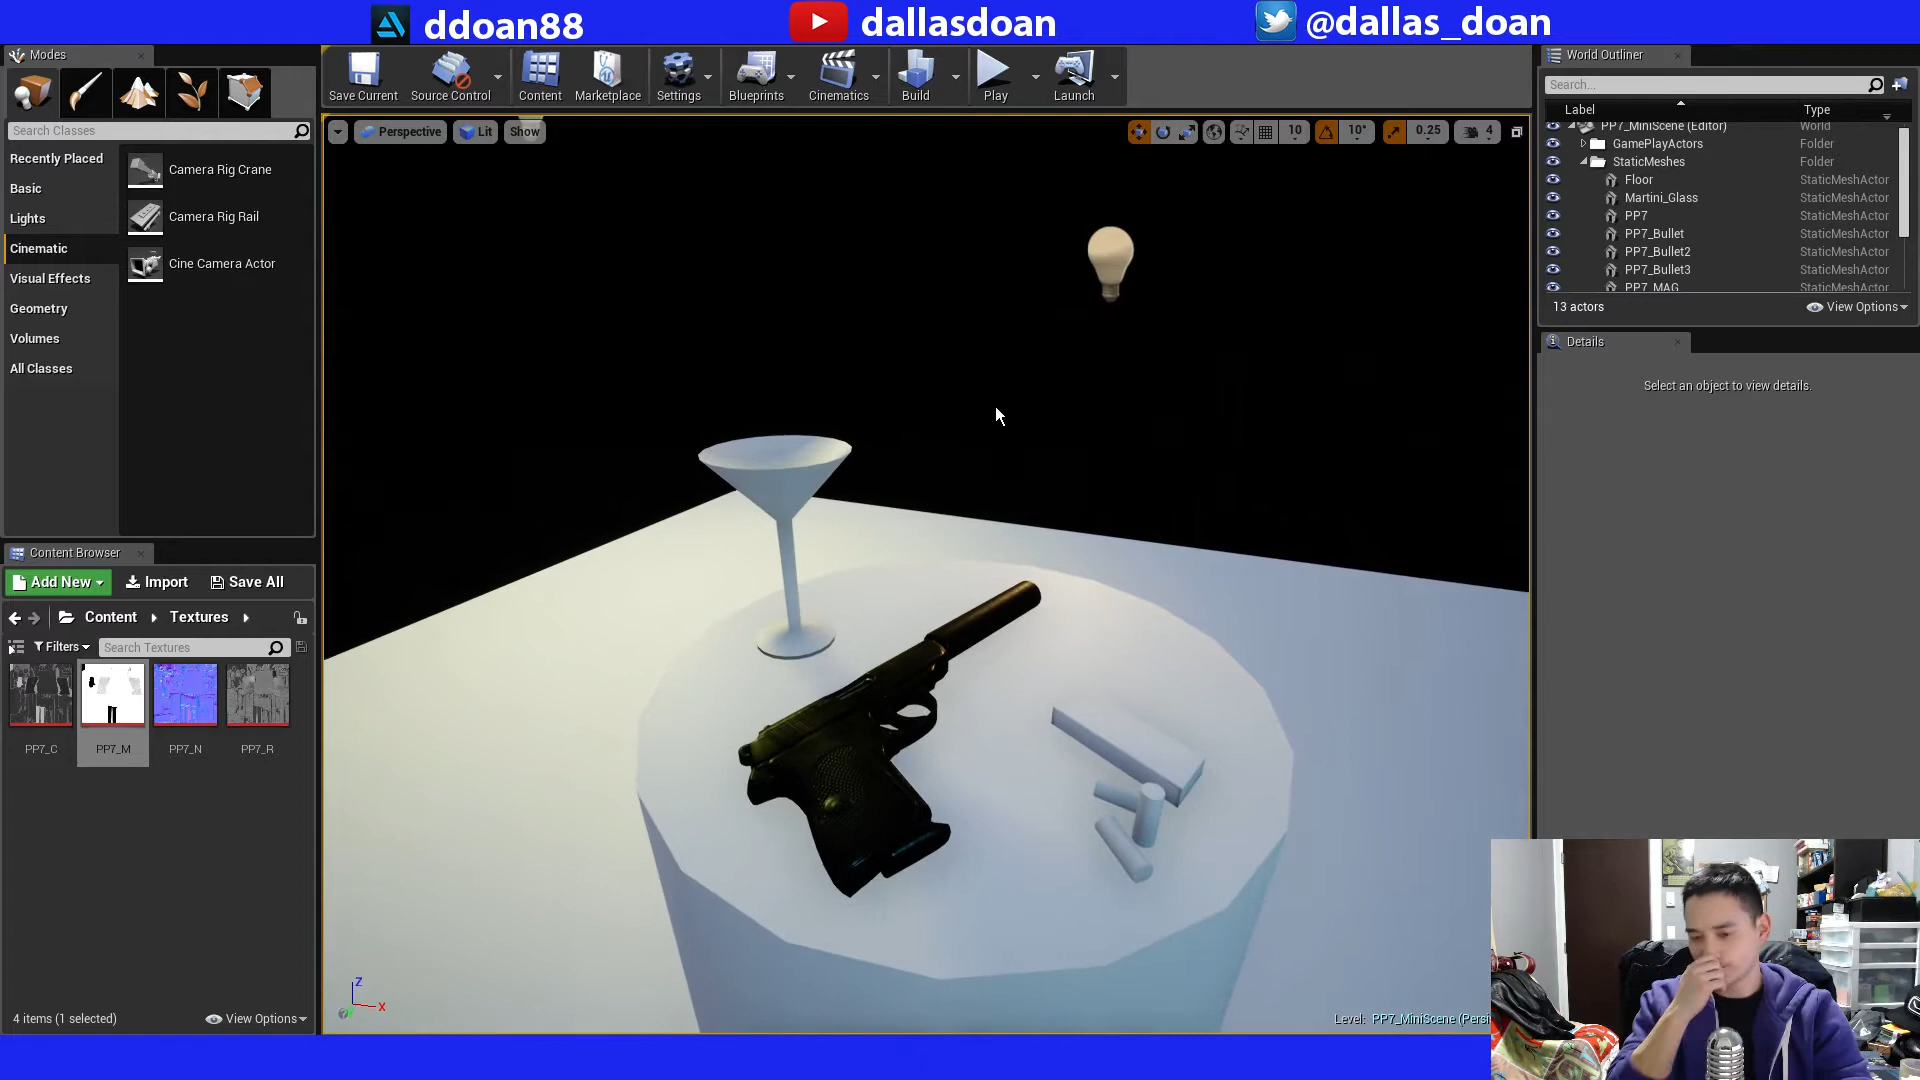 ddoan88
dallasdoan
@dallas_doan
Modes
Search Classes
Recently Placed
Basic
Lights
Cinematic
Visual Effects
Geometry
Volumes
All Classes
Camera Rig Crane
Camera Rig Rail
Cine Camera Actor
Save Current
Source Control
Content
Marketplace
Settings
Blueprints
Cinematics
Build
Play
Launch
Perspective
Lit
Show
10
10°
0.25
4
World Outliner
Search...
Label
Type
PP7_MiniScene (Editor) World
GamePlayActors Folder
StaticMeshes Folder
Floor StaticMeshActor
Martini_Glass StaticMeshActor
PP7 StaticMeshActor
PP7_Bullet StaticMeshActor
PP7_Bullet2 StaticMeshActor
PP7_Bullet3 StaticMeshActor
PP7_MAG StaticMeshActor
13 actors
View Options
Details
Select an object to view details.
Content Browser
Add New
Import
Save All
Content
Textures
Filters
Search Textures
PP7_C
PP7_M
PP7_N
PP7_R
4 items (1 selected)
View Options
Z
X
Level: PP7_MiniScene (Persi